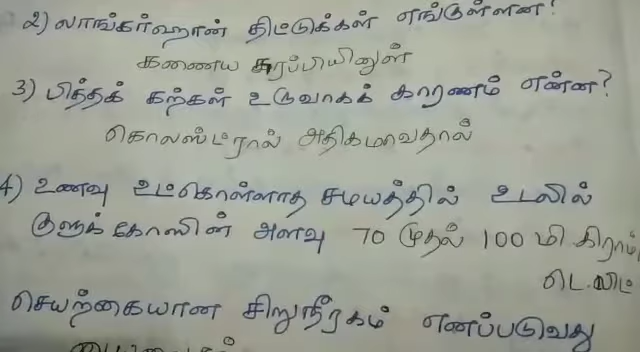 2) லாங்கர்ஹான் திட்டுக்கள் எங்குள்ளன?
கணைய சுரப்பியினுள்
3) பித்தக் கற்கள் உருவாகக் காரணம் என்ன?
கொலஸ்ட்ரால் அதிகமாவதால்
4) உணவு உட்கொள்ளாத சமயத்தில் உடலில்
குளுக்கோஸின் அளவு 70 முதல் 100 மி.கிராம்/
டெ.லிட்
செயற்கையான சிறுநீரகம் எனப்படுவது